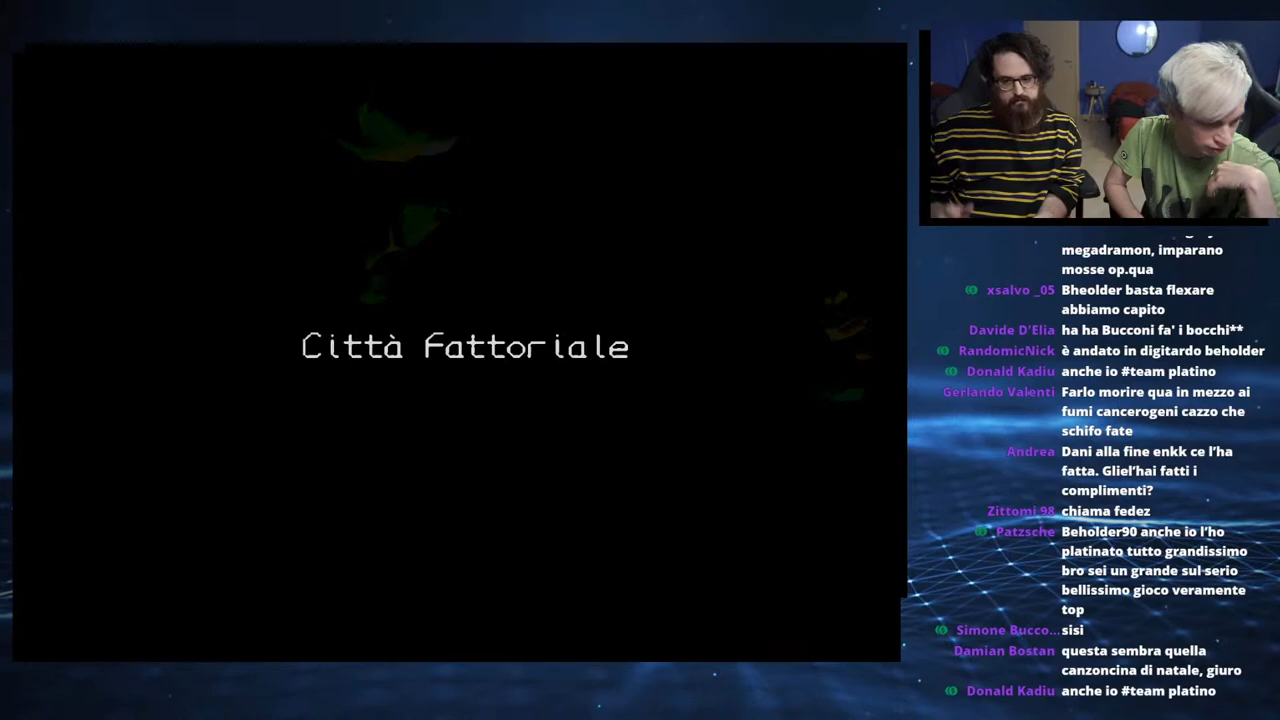 Città Fattoriale
megadramon, imparano
mosse op.qua
xsalvo _05 Bheolder basta flexare
abbiamo capito
Davide D'Elia ha ha Bucconi fa' i bocchi**
RandomicNick è andato in digitardo beholder
Donald Kadiu anche io #team platino
Gerlando Valenti Farlo morire qua in mezzo ai
fumi cancerogeni cazzo che
schifo fate
Andrea Dani alla fine enkk ce l’ha
fatta. Gliel’hai fatti i
complimenti?
Zittomi 98 chiama fedez
Patzsche Beholder90 anche io l’ho
platinato tutto grandissimo
bro sei un grande sul serio
bellissimo gioco veramente
top
Simone Bucco... sisi
Damian Bostan questa sembra quella
canzoncina di natale, giuro
Donald Kadiu anche io #team platino